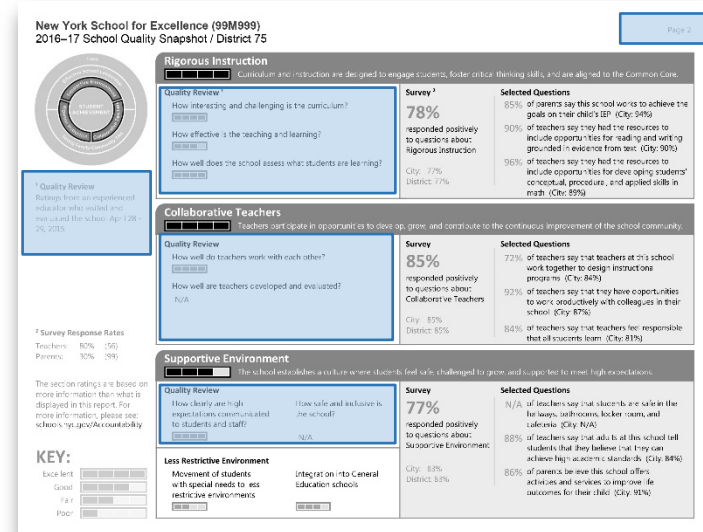 New York School for Excellence (99M999)
2016–17 School Quality Snapshot / District 75
Page 2
STUDENT
ACHIEVEMENT
Rigorous Instruction
Curriculum and instruction are designed to engage students, foster critical thinking skills, and are aligned to the Common Core.
Quality Review ¹
How interesting and challenging is the curriculum?
How effective is the teaching and learning?
How well does the school assess what students are learning?
Survey ²
78%
responded positively
to questions about
Rigorous Instruction
City: 77%
District: 77%
Selected Questions
85% of parents say this school works to achieve the
goals on their child's IEP (City: 94%)
90% of teachers say they had the resources to
include opportunities for reading and writing
grounded in evidence from text (City: 90%)
96% of teachers say they had the resources to
include opportunities for developing students'
conceptual, procedural, and applied skills in
math (City: 89%)
¹ Quality Review
Ratings from an experienced
educator who visited and
evaluated the school April 28 -
29, 2015
Collaborative Teachers
Teachers participate in opportunities to develop, grow, and contribute to the continuous improvement of the school community.
Quality Review
How well do teachers work with each other?
How well are teachers developed and evaluated?
N/A
Survey
85%
responded positively
to questions about
Collaborative Teachers
City: 85%
District: 85%
Selected Questions
72% of teachers say that teachers at this school
work together to design instructional
programs (City: 84%)
92% of teachers say that they have opportunities
to work productively with colleagues in their
school (City: 87%)
84% of teachers say that teachers feel responsible
that all students learn (City: 81%)
² Survey Response Rates
Teachers: 80% (56)
Parents: 30% (99)
The section ratings are based on
more information than what is
displayed in this report. For
more information, please see:
schools.nyc.gov/Accountability
KEY:
Excellent
Good
Fair
Poor
Supportive Environment
The school establishes a culture where students feel safe, challenged to grow, and supported to meet high expectations.
Quality Review
How clearly are high
expectations communicated
to students and staff?
How safe and inclusive is
the school?
N/A
Less Restrictive Environment
Movement of students
with special needs to less
restrictive environments
Integration into General
Education schools
Survey
77%
responded positively
to questions about
Supportive Environment
City: 83%
District: 83%
Selected Questions
N/A of teachers say that students are safe in the
hallways, bathrooms, locker room, and
cafeteria (City: N/A)
88% of teachers say that adults at this school tell
students that they believe that they can
achieve high academic standards (City: 84%)
86% of parents believe this school offers
activities and services to improve life
outcomes for their child (City: 91%)